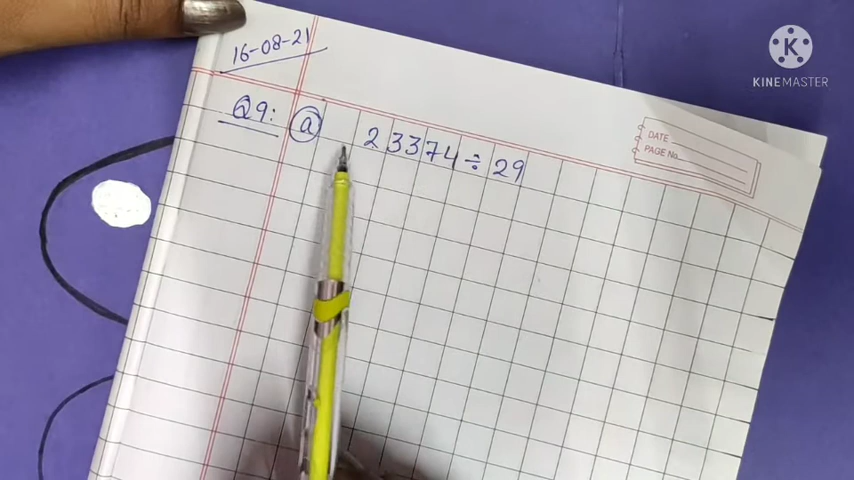 16-08-21
Q9: a 23374 ÷ 29
DATE
PAGE No.
K
KINEMASTER